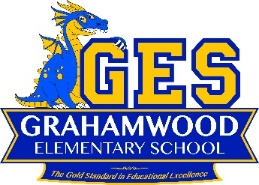 GES
GRAHAMWOOD
ELEMENTARY SCHOOL
The Gold Standard in Educational Excellence